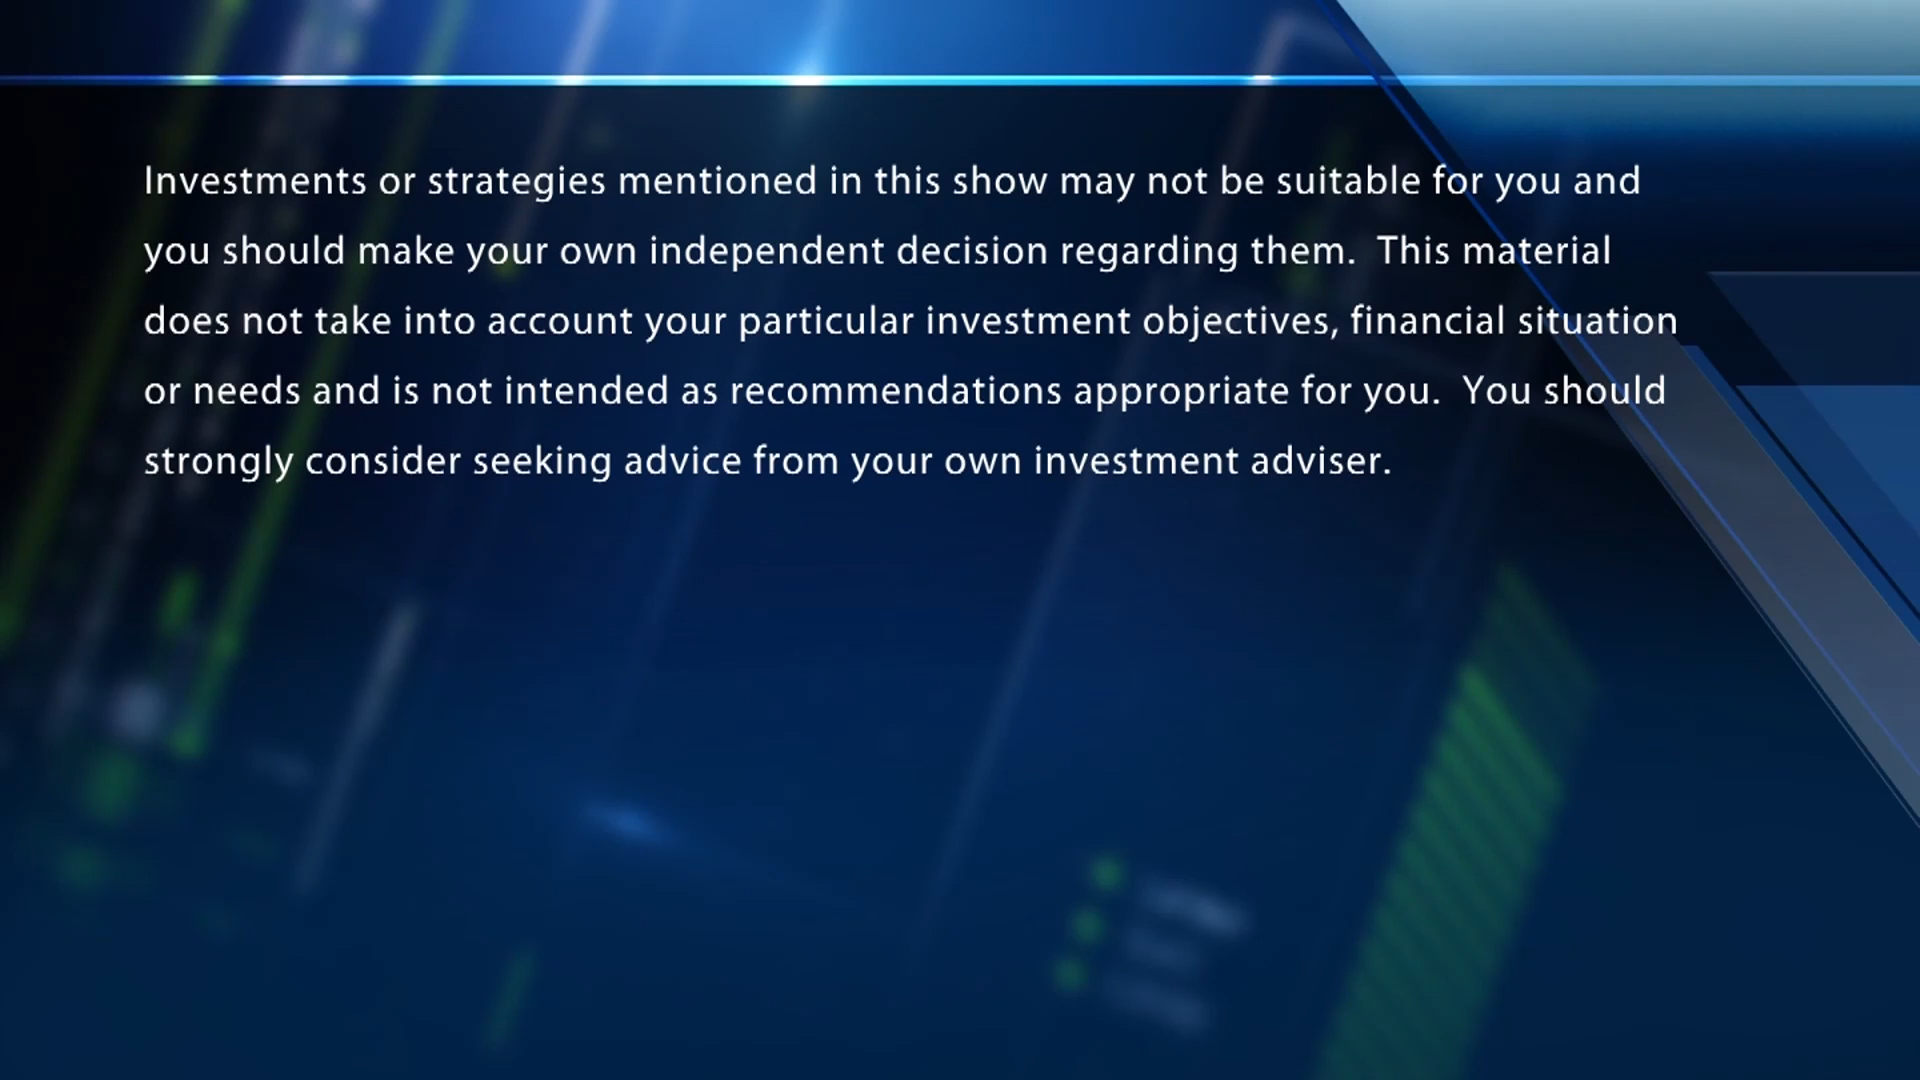 Investments or strategies mentioned in this show may not be suitable for you and
you should make your own independent decision regarding them.  This material
does not take into account your particular investment objectives, financial situation
or needs and is not intended as recommendations appropriate for you.  You should
strongly consider seeking advice from your own investment adviser.